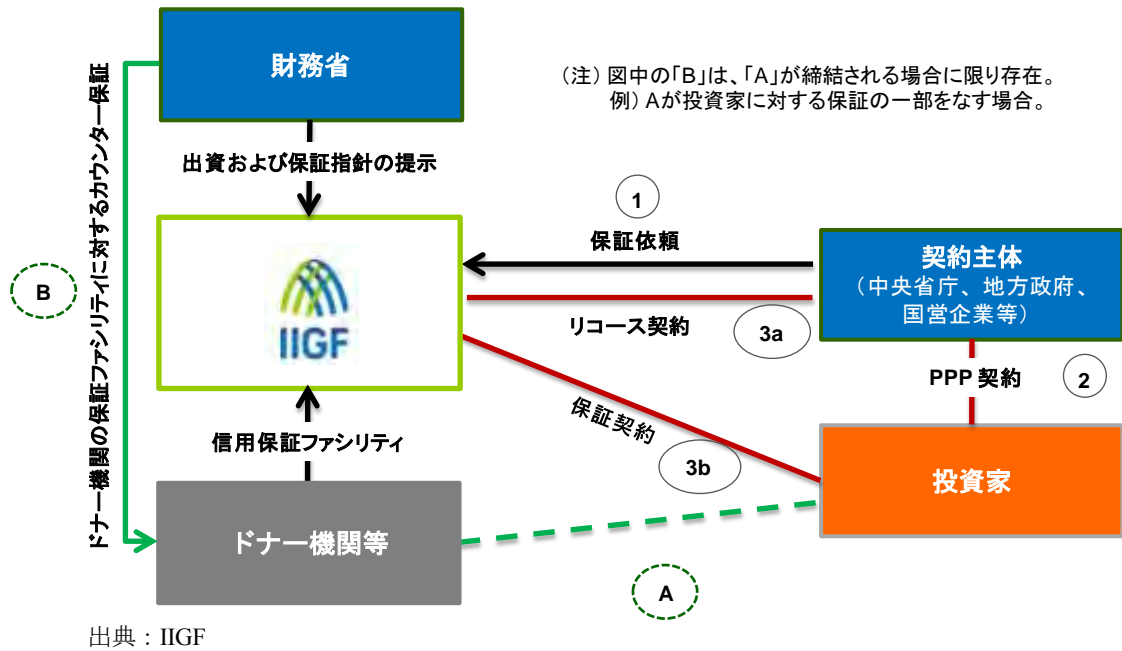 財務省
(注)図中の「B」は、「A」が締結される場合に限り存在。
例)Aが投資家に対する保証の一部をなす場合。
ドナー機関の保証ファシリティに対するカウンター保証
B
出資および保証指針の提示
IIGF
1
保証依頼
リコース契約
3a
契約主体
(中央省庁、地方政府、
国営企業等)
PPP 契約
2
保証契約
3b
信用保証ファシリティ
投資家
ドナー機関等
A
出典:IIGF